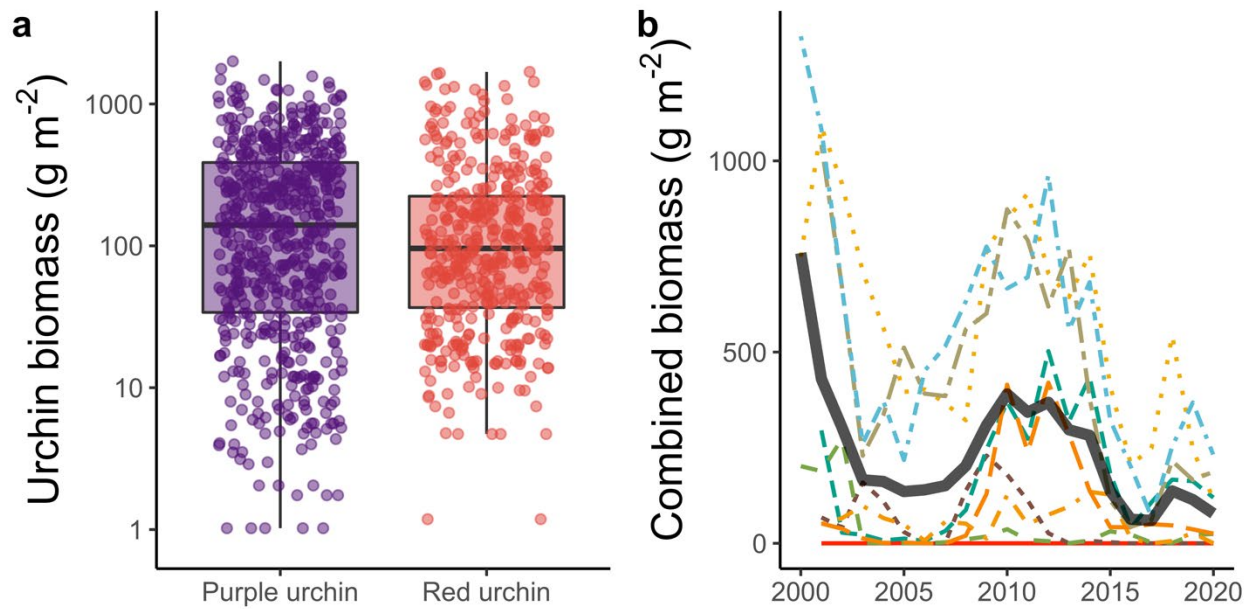 a
Urchin biomass (g m⁻²)
1000
100
10
1
Purple urchin
Red urchin
b
Combined biomass (g m⁻²)
1000
500
0
2000
2005
2010
2015
2020